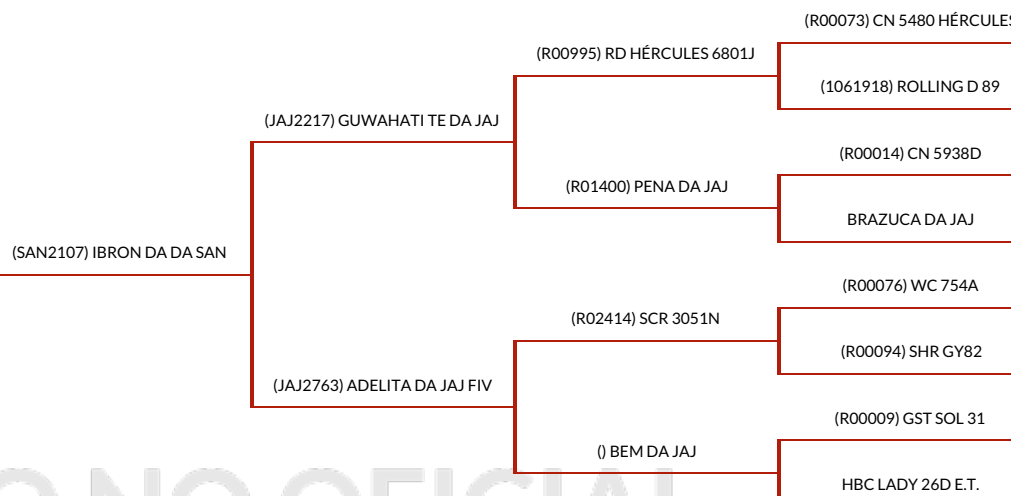 (R00073) CN 5480 HÉRCULES
(R00995) RD HÉRCULES 6801J
(1061918) ROLLING D 89
(JAJ2217) GUWAHATI TE DA JAJ
(R00014) CN 5938D
(R01400) PENA DA JAJ
BRAZUCA DA JAJ
(SAN2107) IBRON DA DA SAN
(R00076) WC 754A
(R02414) SCR 3051N
(R00094) SHR GY82
(JAJ2763) ADELITA DA JAJ FIV
(R00009) GST SOL 31
() BEM DA JAJ
HBC LADY 26D E.T.
O NO OFICIAL